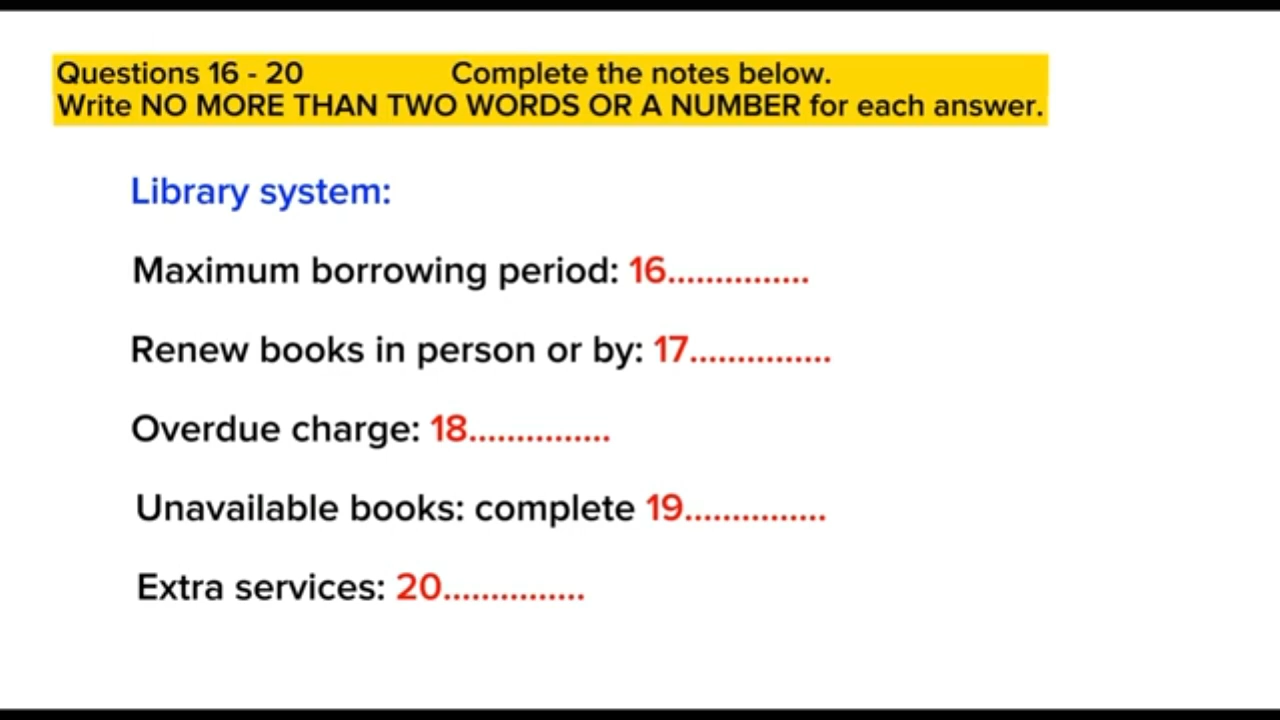 Questions 16 - 20 Complete the notes below.
Write NO MORE THAN TWO WORDS OR A NUMBER for each answer.
Library system:
Maximum borrowing period: 16...............
Renew books in person or by: 17...............
Overdue charge: 18...............
Unavailable books: complete 19...............
Extra services: 20...............